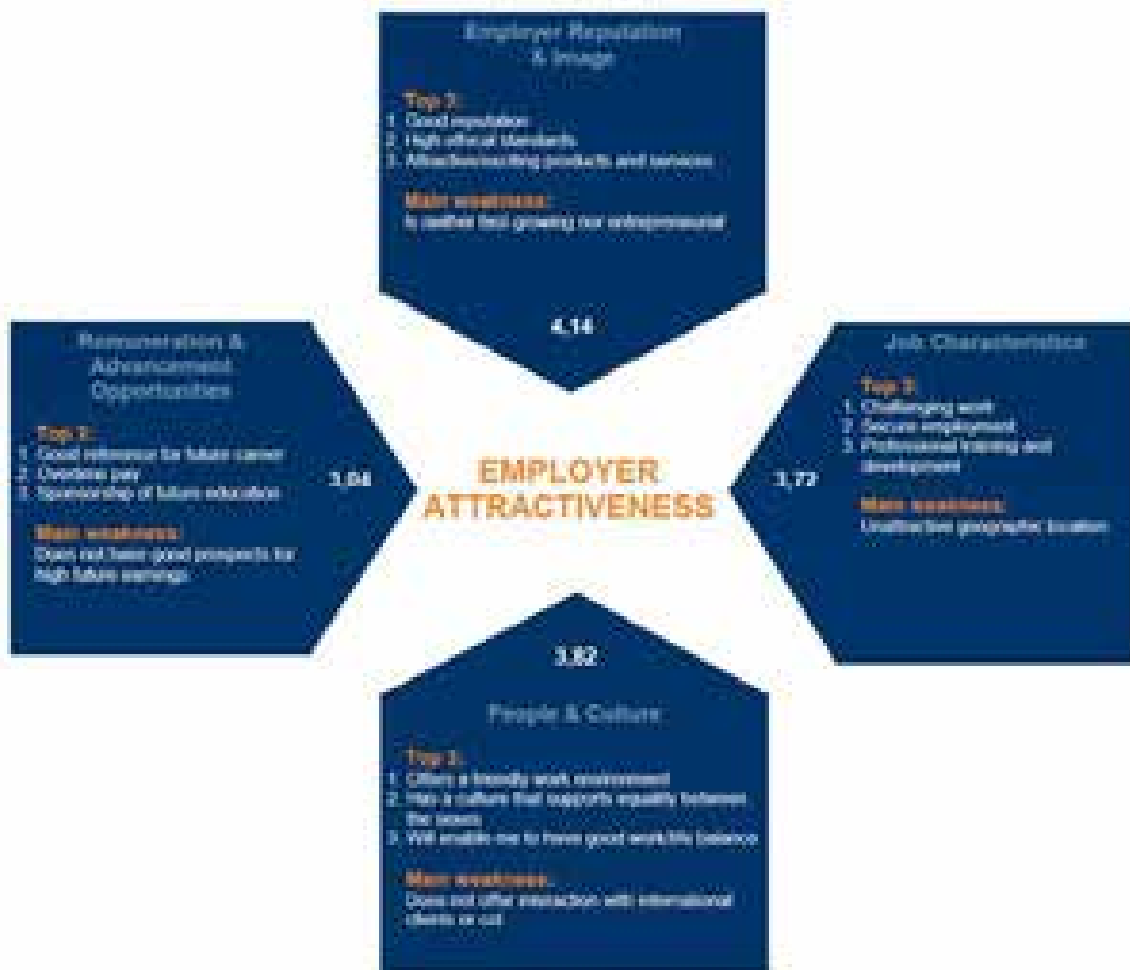 Employer Reputation
& Image
Top 3:
1. Good reputation
2. High ethical standards
3. Attractive/exciting products and services
Main weakness:
Is neither fast growing nor entrepreneurial
4,14
Remuneration &
Advancement
Opportunities
Top 3:
1. Good reference for future career
2. Overtime pay
3. Sponsorship of future education
Main weakness:
Does not have good prospects for
high future earnings
EMPLOYER
ATTRACTIVENESS
Job Characteristics
Top 3:
1. Challenging work
2. Secure employment
3. Professional training and
development
Main weakness:
Unattractive geographic location
3,62
People & Culture
Top 3:
1. Offers a friendly work environment
2. Has a culture that supports equality between
the sexes
3. Will enable me to have good work/life balance
Main weakness:
Does not offer interaction with international
clients or